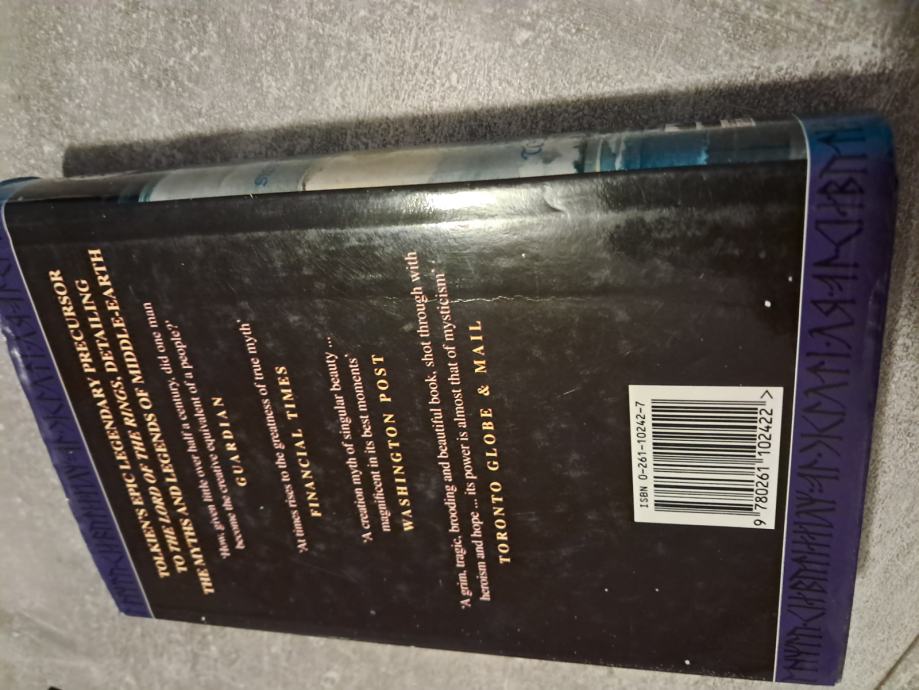 TOLKIEN'S EPIC LEGENDARY PRECURSOR
TO THE LORD OF THE RINGS, DETAILING
THE MYTHS AND LEGENDS OF MIDDLE-EARTH
'How, given little over half a century, did one man
become the creative equivalent of a people?'
GUARDIAN
'At times rises to the greatness of true myth'
FINANCIAL TIMES
'A creation myth of singular beauty ...
magnificent in its best moments'
WASHINGTON POST
'A grim, tragic, brooding and beautiful book, shot through with
heroism and hope ... its power is almost that of mysticism'
TORONTO GLOBE & MAIL
ISBN 0-261-10242-7
9 780261 102422 >